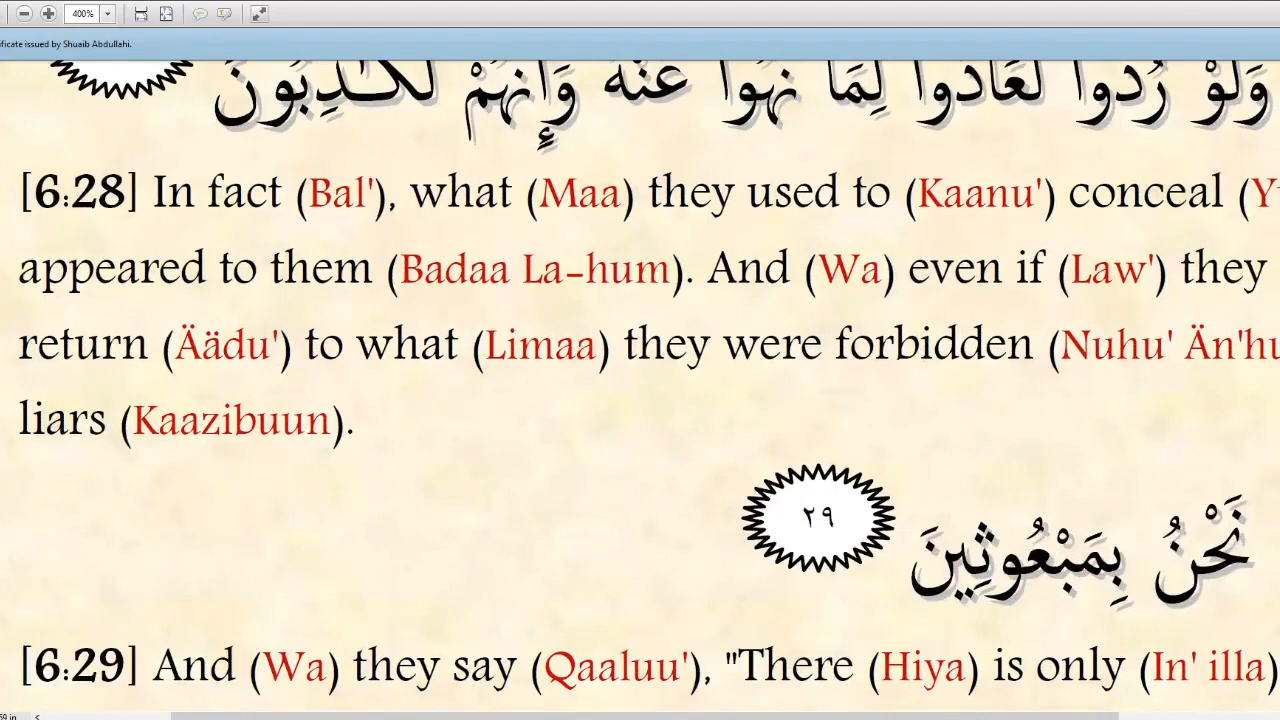 400%
ficate issued by Shuaib Abdullahi.
وَلَوْ رُدُّوا لَعَادُوا لِمَا نُهُوا عَنْهُ وَإِنَّهُمْ لَكَاذِبُونَ
[6:28] In fact (Bal'), what (Maa) they used to (Kaanu') conceal (Y
appeared to them (Badaa La-hum). And (Wa) even if (Law') they
return (Äädu') to what (Limaa) they were forbidden (Nuhu' Än'hu
liars (Kaazibuun).
نَحْنُ بِمَبْعُوثِينَ ٢٩
[6:29] And (Wa) they say (Qaaluu'), "There (Hiya) is only (In' illa)
69 in